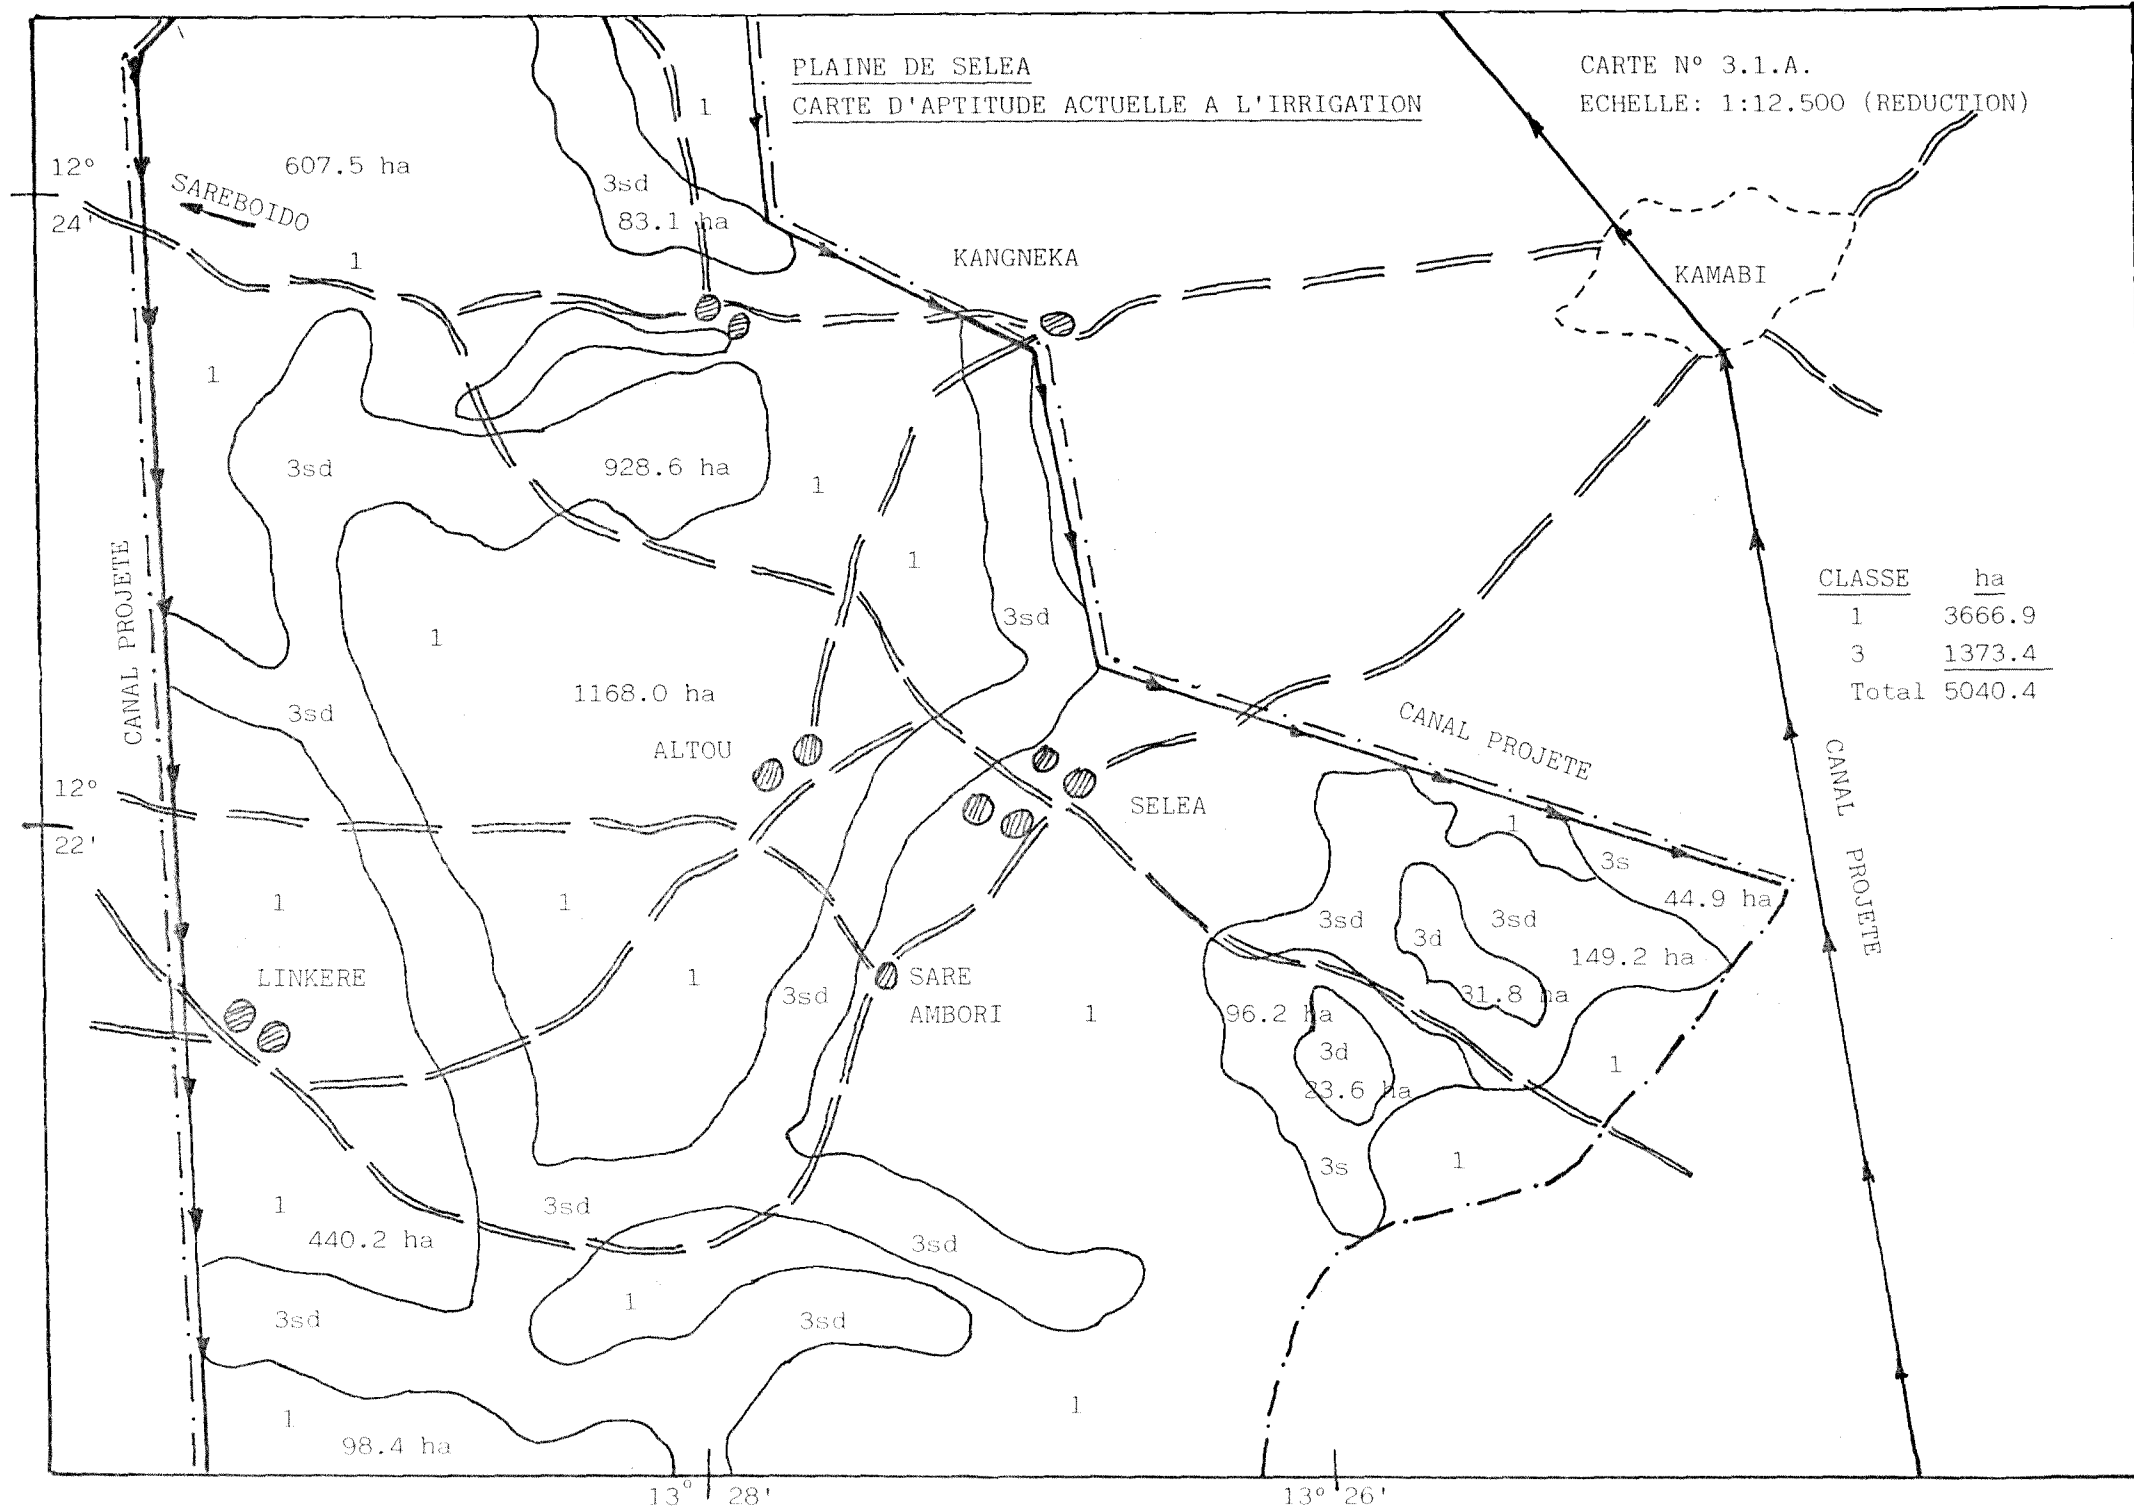 PLAINE DE SELEA
CARTE D'APTITUDE ACTUELLE A L'IRRIGATION
CARTE Nº 3.1.A.
ECHELLE: 1:12.500 (REDUCTION)
1
12°
24'
607.5 ha
SAREBOIDO
3sd
83.1 ha
1
KANGNEKA
KAMABI
1
3sd
928.6 ha
1
1
CANAL PROJETE
1
3sd
CLASSE ha
1 3666.9
3 1373.4
Total 5040.4
1168.0 ha
3sd
ALTOU
CANAL PROJETE
CANAL PROJETE
12°
22'
SELEA
1
3s
44.9 ha
1
1
3sd
3d
3sd
149.2 ha
LINKERE
1
3sd
SARE
AMBORI
1
31.8 ha
96.2 ha
3d
23.6 ha
1
3s
1
1
440.2 ha
3sd
3sd
1
3sd
3sd
1
98.4 ha
1
13° 28'
13° 26'